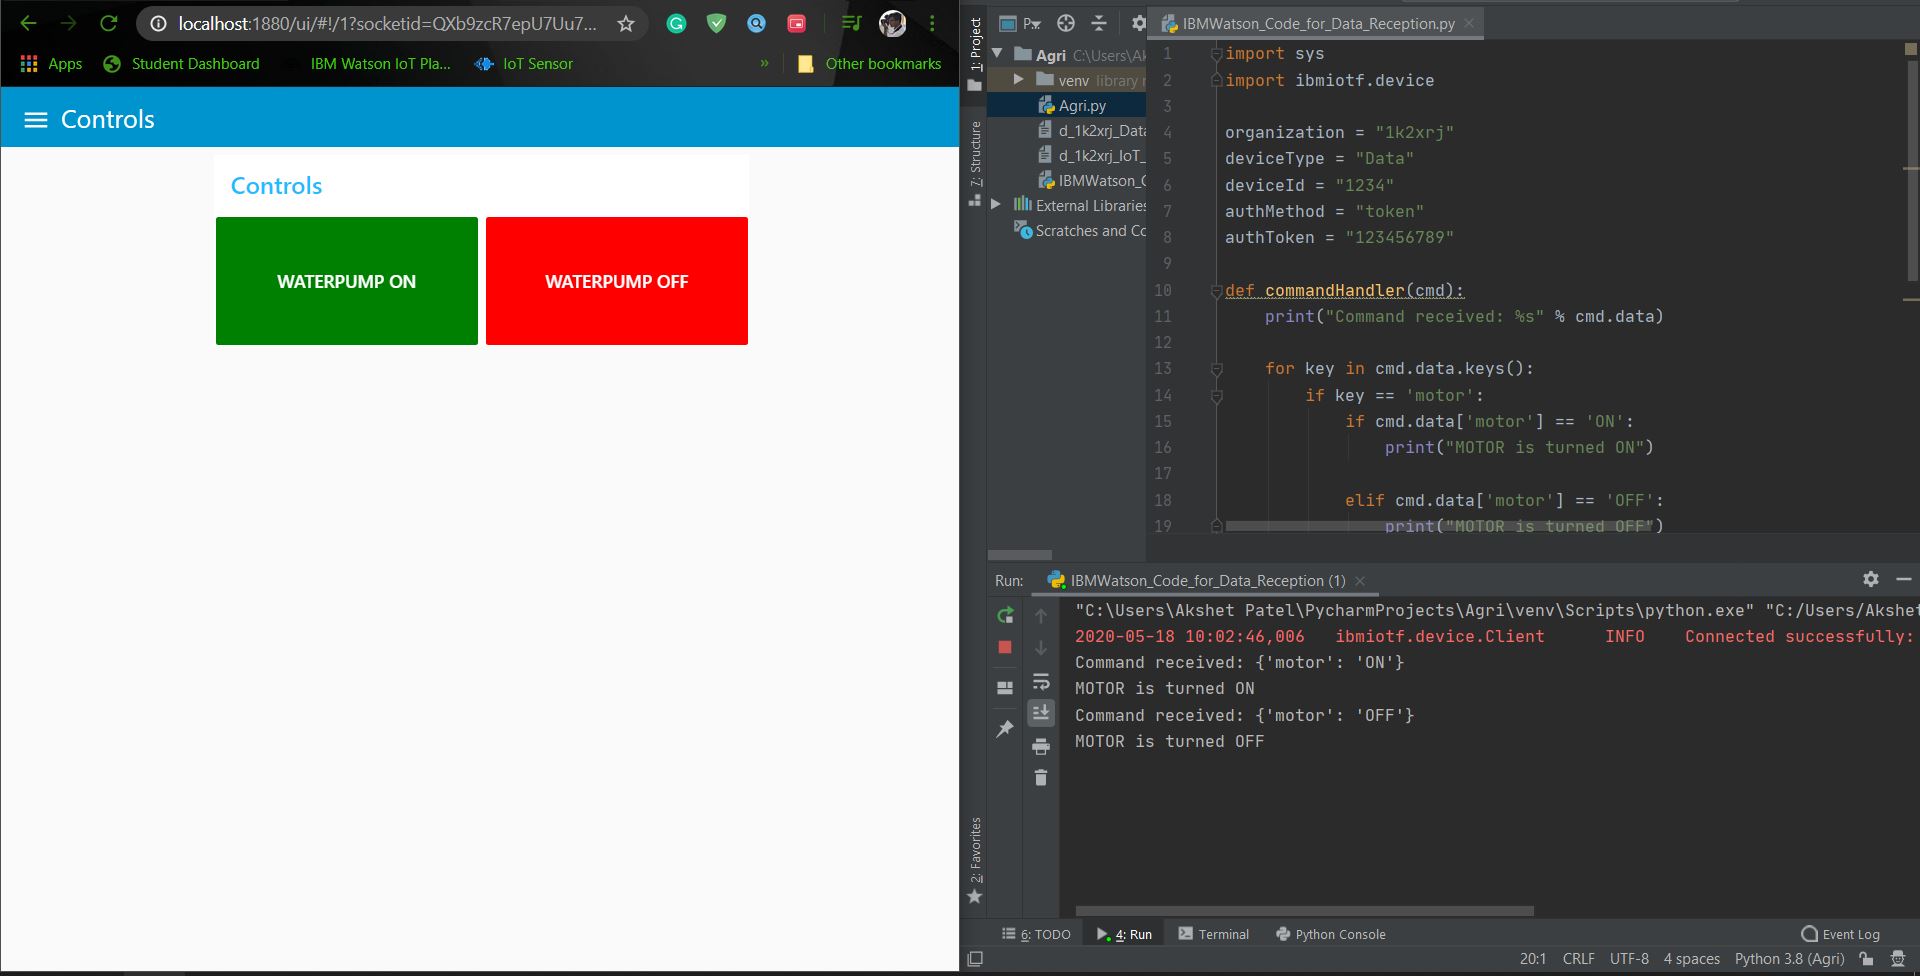 localhost:1880/ui/#!/1?socketid=QXb9zcR7epU7Uu7...
Apps
Student Dashboard
IBM Watson IoT Pla...
IoT Sensor
»
Other bookmarks
Controls
Controls
WATERPUMP ON
WATERPUMP OFF
1: Project
7: Structure
2: Favorites
P
Agri C:\Users\Ak
venv library r
Agri.py
d_1k2xrj_Data
d_1k2xrj_IoT_
IBMWatson_C
External Libraries
Scratches and Co
IBMWatson_Code_for_Data_Reception.py
1 import sys
2 import ibmiotf.device
3
4 organization = "1k2xrj"
5 deviceType = "Data"
6 deviceId = "1234"
7 authMethod = "token"
8 authToken = "123456789"
9
10 def commandHandler(cmd):
11 print("Command received: %s" % cmd.data)
12
13 for key in cmd.data.keys():
14 if key == 'motor':
15 if cmd.data['motor'] == 'ON':
16 print("MOTOR is turned ON")
17
18 elif cmd.data['motor'] == 'OFF':
19 print("MOTOR is turned OFF")
Run: IBMWatson_Code_for_Data_Reception (1)
"C:\Users\Akshet Patel\PycharmProjects\Agri\venv\Scripts\python.exe" "C:/Users/Akshet
2020-05-18 10:02:46,006 ibmiotf.device.Client INFO Connected successfully:
Command received: {'motor': 'ON'}
MOTOR is turned ON
Command received: {'motor': 'OFF'}
MOTOR is turned OFF
6: TODO
4: Run
Terminal
Python Console
Event Log
20:1 CRLF UTF-8 4 spaces Python 3.8 (Agri)